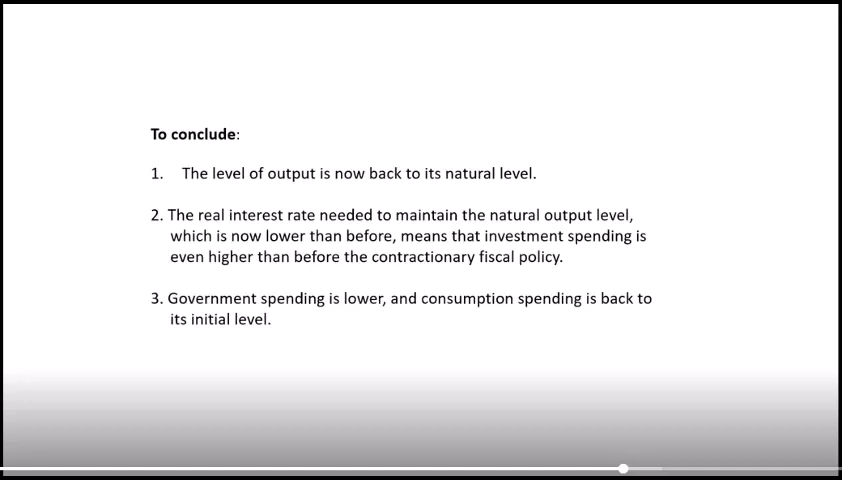 To conclude:
1. The level of output is now back to its natural level.
2. The real interest rate needed to maintain the natural output level,
which is now lower than before, means that investment spending is
even higher than before the contractionary fiscal policy.
3. Government spending is lower, and consumption spending is back to
its initial level.